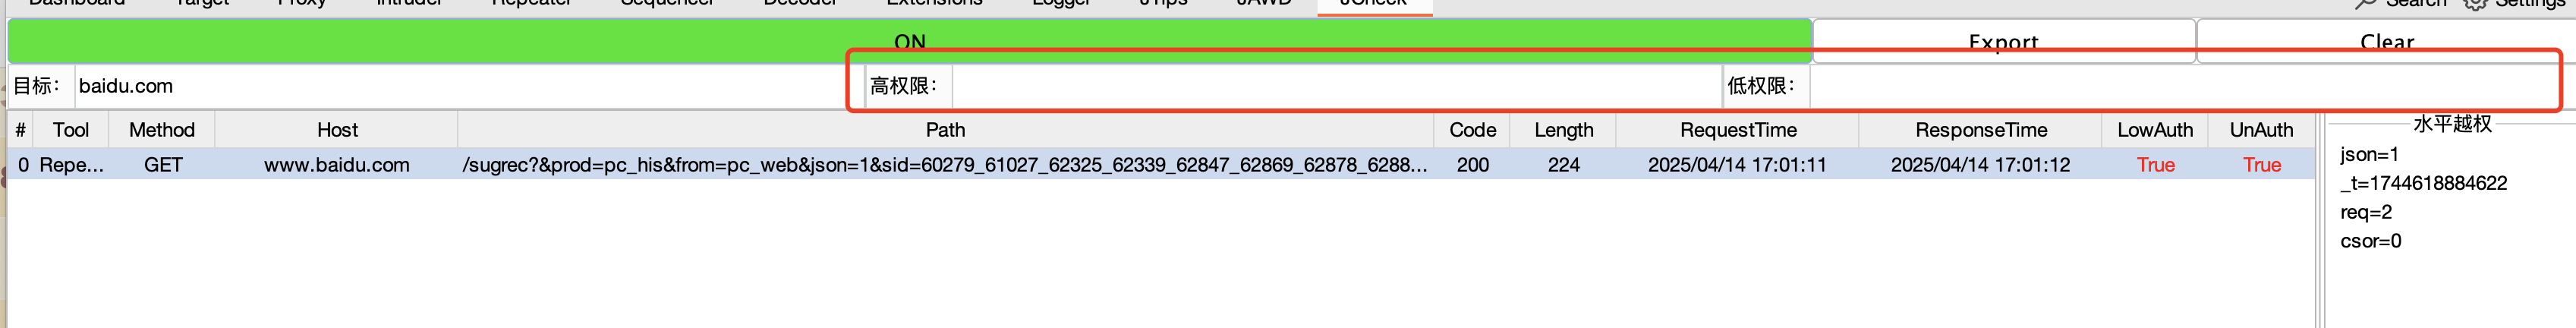 Dashboard Target Proxy Intruder Repeater Sequencer Decoder Extensions Logger JTips JAWD JCheck Search Settings
ON Export Clear
目标: baidu.com 高权限: 低权限:
# Tool Method Host Path Code Length RequestTime ResponseTime LowAuth UnAuth
0 Repe... GET www.baidu.com /sugrec?&prod=pc_his&from=pc_web&json=1&sid=60279_61027_62325_62339_62847_62869_62878_6288... 200 224 2025/04/14 17:01:11 2025/04/14 17:01:12 True True
水平越权
json=1
_t=1744618884622
req=2
csor=0